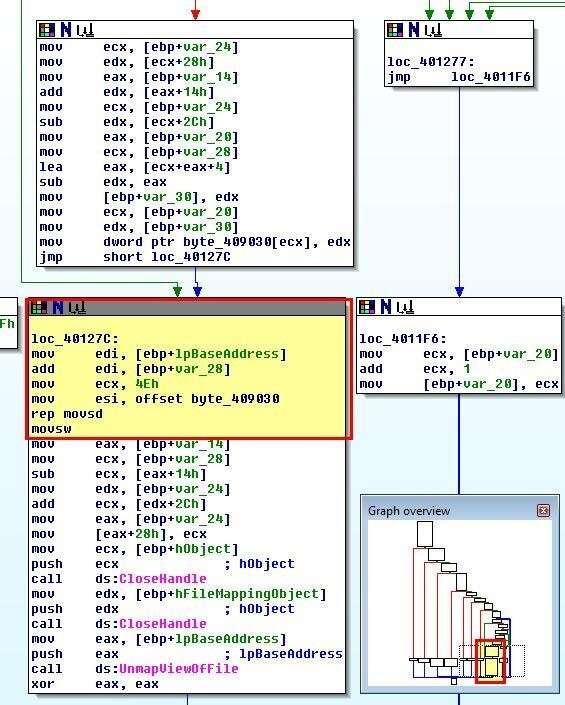 mov ecx, [ebp+var_24]
mov edx, [ecx+28h]
mov eax, [ebp+var_14]
add edx, [eax+14h]
mov ecx, [ebp+var_24]
sub edx, [ecx+2Ch]
mov eax, [ebp+var_20]
mov ecx, [ebp+var_28]
lea eax, [ecx+eax+4]
sub edx, eax
mov [ebp+var_30], edx
mov ecx, [ebp+var_20]
mov edx, [ebp+var_30]
mov dword ptr byte_409030[ecx], edx
jmp short loc_40127C
loc_401277:
jmp loc_4011F6
Fh
loc_40127C:
mov edi, [ebp+lpBaseAddress]
add edi, [ebp+var_28]
mov ecx, 4Eh
mov esi, offset byte_409030
rep movsd
movsw
mov eax, [ebp+var_14]
mov ecx, [ebp+var_28]
sub ecx, [eax+14h]
mov edx, [ebp+var_24]
add ecx, [edx+2Ch]
mov eax, [ebp+var_24]
mov [eax+28h], ecx
mov ecx, [ebp+hObject]
push ecx ; hObject
call ds:CloseHandle
mov edx, [ebp+hFileMappingObject]
push edx ; hObject
call ds:CloseHandle
mov eax, [ebp+lpBaseAddress]
push eax ; lpBaseAddress
call ds:UnmapViewOfFile
xor eax, eax
loc_4011F6:
mov ecx, [ebp+var_20]
add ecx, 1
mov [ebp+var_20], ecx
Graph overview